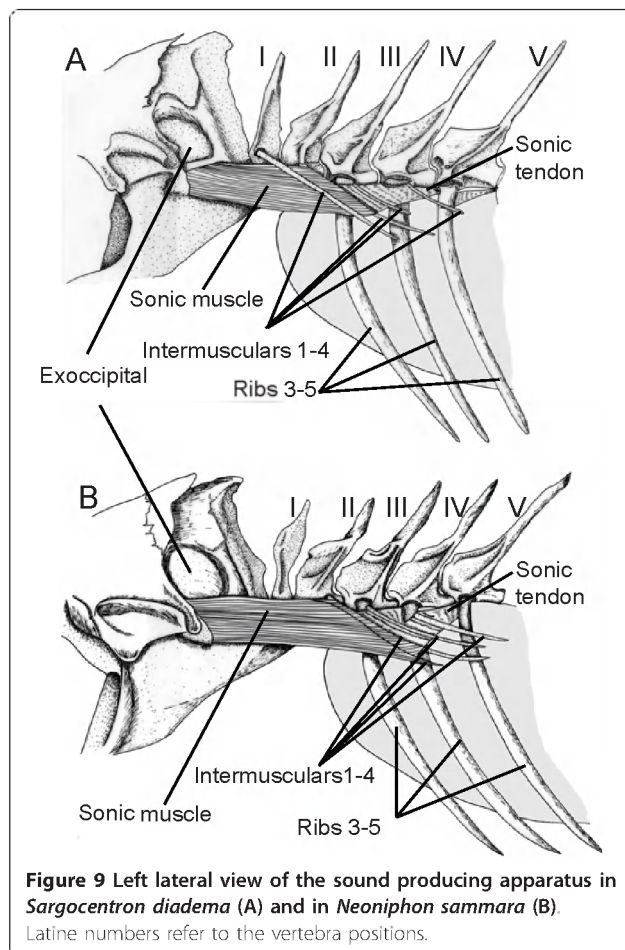 A
I II III IV V
Sonic
tendon
Sonic muscle
Intermusculars 1-4
Exoccipital
Ribs 3-5
B
I II III IV V
Sonic
tendon
Intermusculars1-4
Sonic muscle
Ribs 3-5
Figure 9 Left lateral view of the sound producing apparatus in
Sargocentron diadema (A) and in Neoniphon sammara (B).
Latine numbers refer to the vertebra positions.